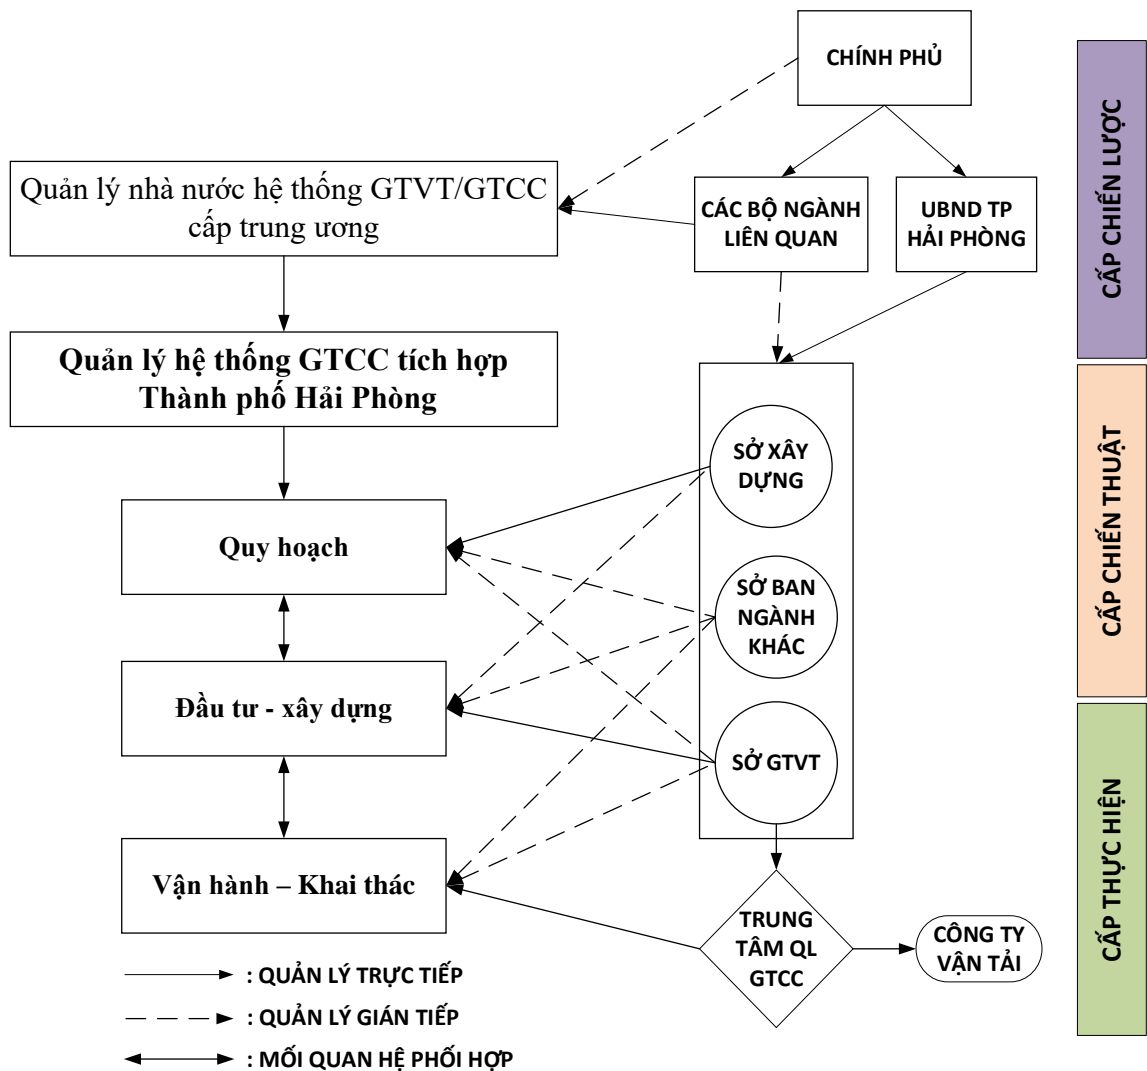 CHÍNH PHỦ
Quản lý nhà nước hệ thống GTVT/GTCC
cấp trung ương
CÁC BỘ NGÀNH
LIÊN QUAN
UBND TP
HẢI PHÒNG
CẤP CHIẾN LƯỢC
Quản lý hệ thống GTCC tích hợp
Thành phố Hải Phòng
SỞ XÂY
DỰNG
Quy hoạch
SỞ BAN
NGÀNH
KHÁC
CẤP CHIẾN THUẬT
Đầu tư - xây dựng
SỞ GTVT
Vận hành – Khai thác
TRUNG
TÂM QL
GTCC
CÔNG TY
VẬN TẢI
CẤP THỰC HIỆN
: QUẢN LÝ TRỰC TIẾP
: QUẢN LÝ GIÁN TIẾP
: MỐI QUAN HỆ PHỐI HỢP